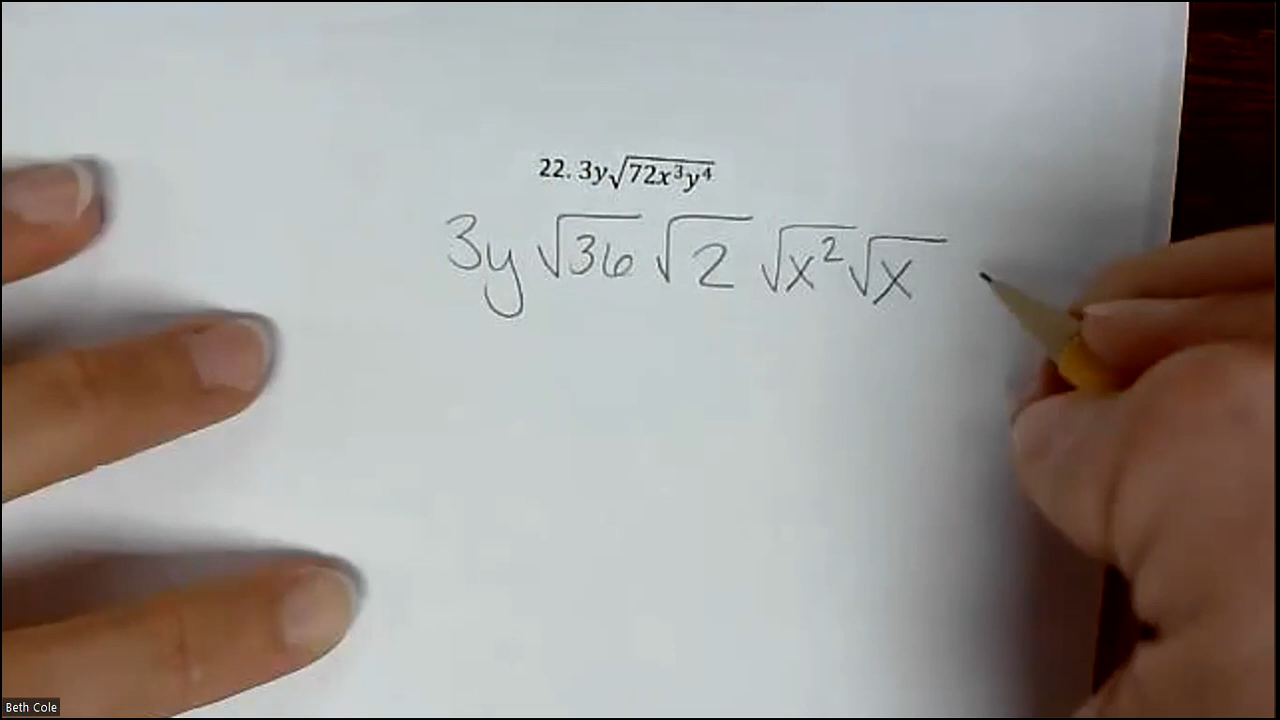 22. 3y√72x³y⁴
3y √36 √2 √x² √x
Beth Cole